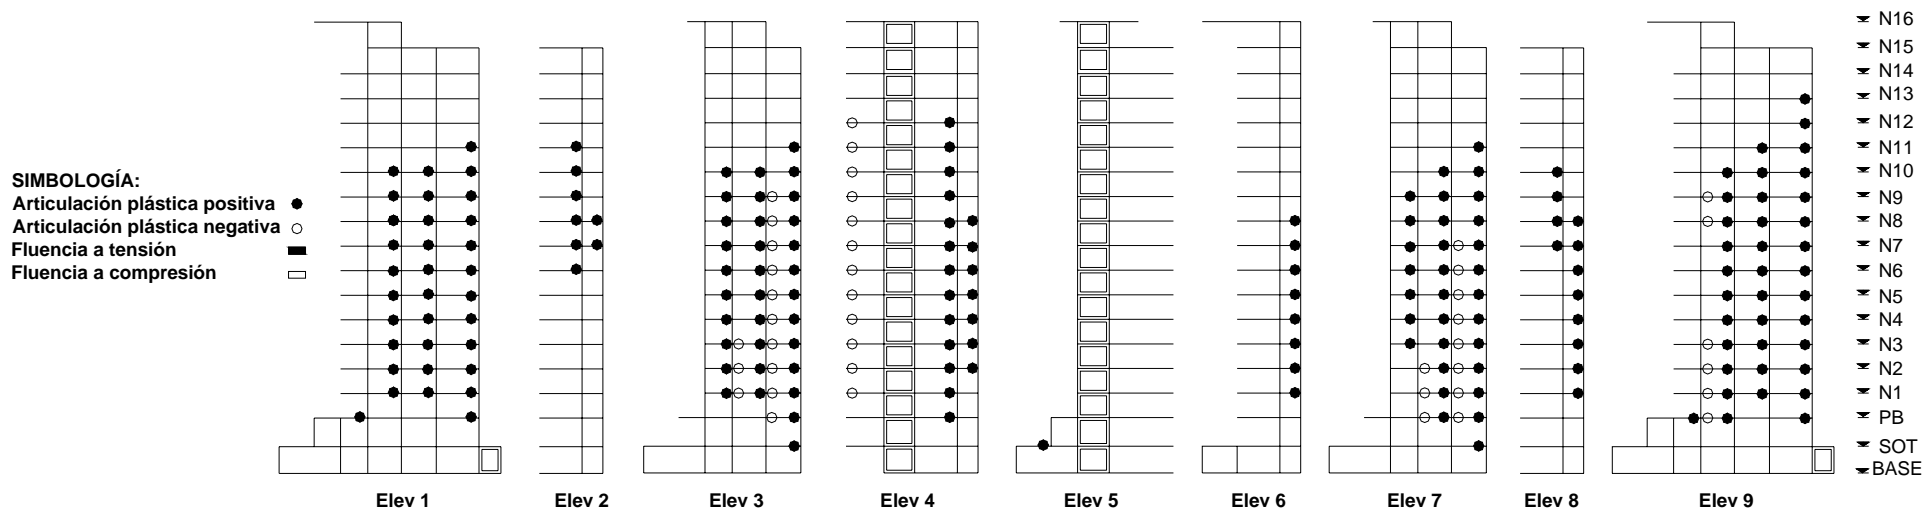 SIMBOLOGÍA:
Articulación plástica positiva
Articulación plástica negativa
Fluencia a tensión
Fluencia a compresión
Elev 1
Elev 2
Elev 3
Elev 4
Elev 5
Elev 6
Elev 7
Elev 8
Elev 9
N16
N15
N14
N13
N12
N11
N10
N9
N8
N7
N6
N5
N4
N3
N2
N1
PB
SOT
BASE